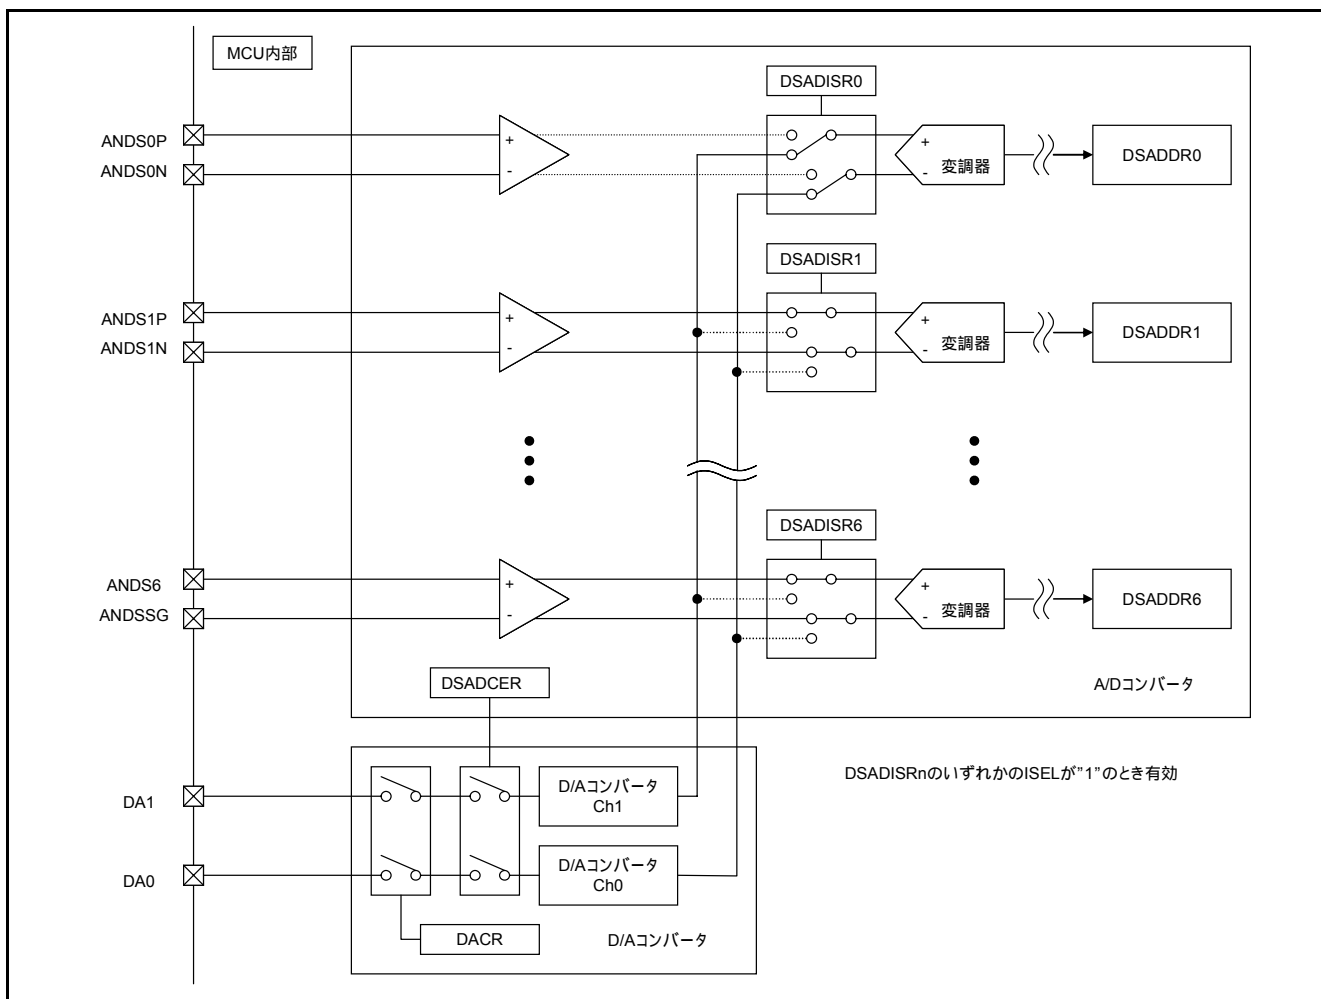 MCU内部
DSADISR0
ANDS0P
ANDS0N
+
-
+
-
変調器
DSADDR0
DSADISR1
ANDS1P
ANDS1N
+
-
+
-
変調器
DSADDR1
DSADISR6
ANDS6
ANDSSG
+
-
+
-
変調器
DSADDR6
DSADCER
A/Dコンバータ
DSADISRnのいずれかのISELが"1"のとき有効
DA1
D/Aコンバータ
Ch1
DA0
D/Aコンバータ
Ch0
DACR
D/Aコンバータ